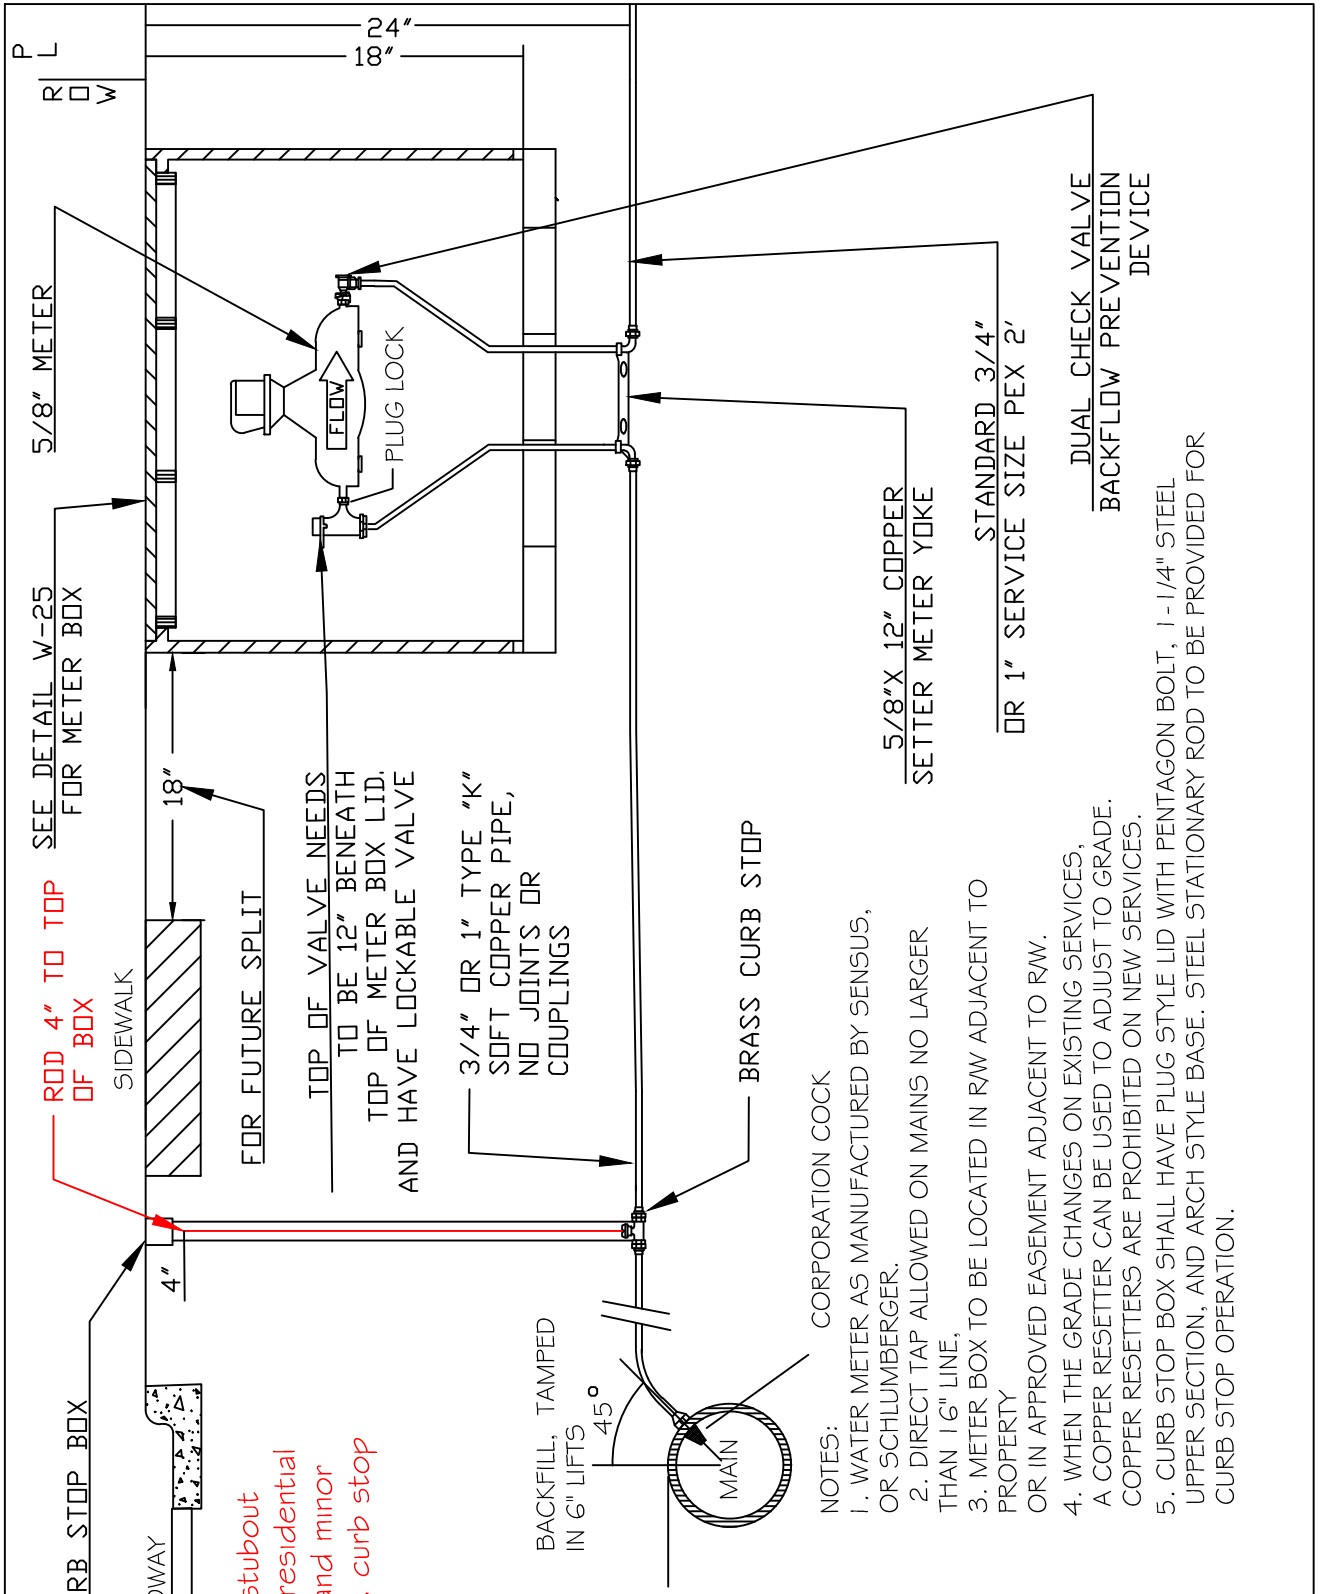 P
L
R
O
W
24"
18"
5/8" METER
SEE DETAIL W-25
FOR METER BOX
ROD 4" TO TOP
OF BOX
SIDEWALK
18"
FOR FUTURE SPLIT
4"
FLOW
PLUG LOCK
TOP OF VALVE NEEDS
TO BE 12" BENEATH
TOP OF METER BOX LID.
AND HAVE LOCKABLE VALVE
3/4" OR 1" TYPE "K"
SOFT COPPER PIPE,
NO JOINTS OR
COUPLINGS
BRASS CURB STOP
5/8"X 12" COPPER
SETTER METER YOKE
STANDARD 3/4"
OR 1" SERVICE SIZE PEX 2'
DUAL CHECK VALVE
BACKFLOW PREVENTION
DEVICE
RB STOP BOX
DWAY
stubout
residential
and minor
, curb stop
BACKFILL, TAMPED
IN 6" LIFTS
45°
MAIN
CORPORATION COCK
NOTES:
1. WATER METER AS MANUFACTURED BY SENSUS,
OR SCHLUMBERGER.
2. DIRECT TAP ALLOWED ON MAINS NO LARGER
THAN 16" LINE.
3. METER BOX TO BE LOCATED IN R/W ADJACENT TO
PROPERTY
OR IN APPROVED EASEMENT ADJACENT TO R/W.
4. WHEN THE GRADE CHANGES ON EXISTING SERVICES,
A COPPER RESETTER CAN BE USED TO ADJUST TO GRADE.
COPPER RESETTERS ARE PROHIBITED ON NEW SERVICES.
5. CURB STOP BOX SHALL HAVE PLUG STYLE LID WITH PENTAGON BOLT, 1-1/4" STEEL
UPPER SECTION, AND ARCH STYLE BASE. STEEL STATIONARY ROD TO BE PROVIDED FOR
CURB STOP OPERATION.